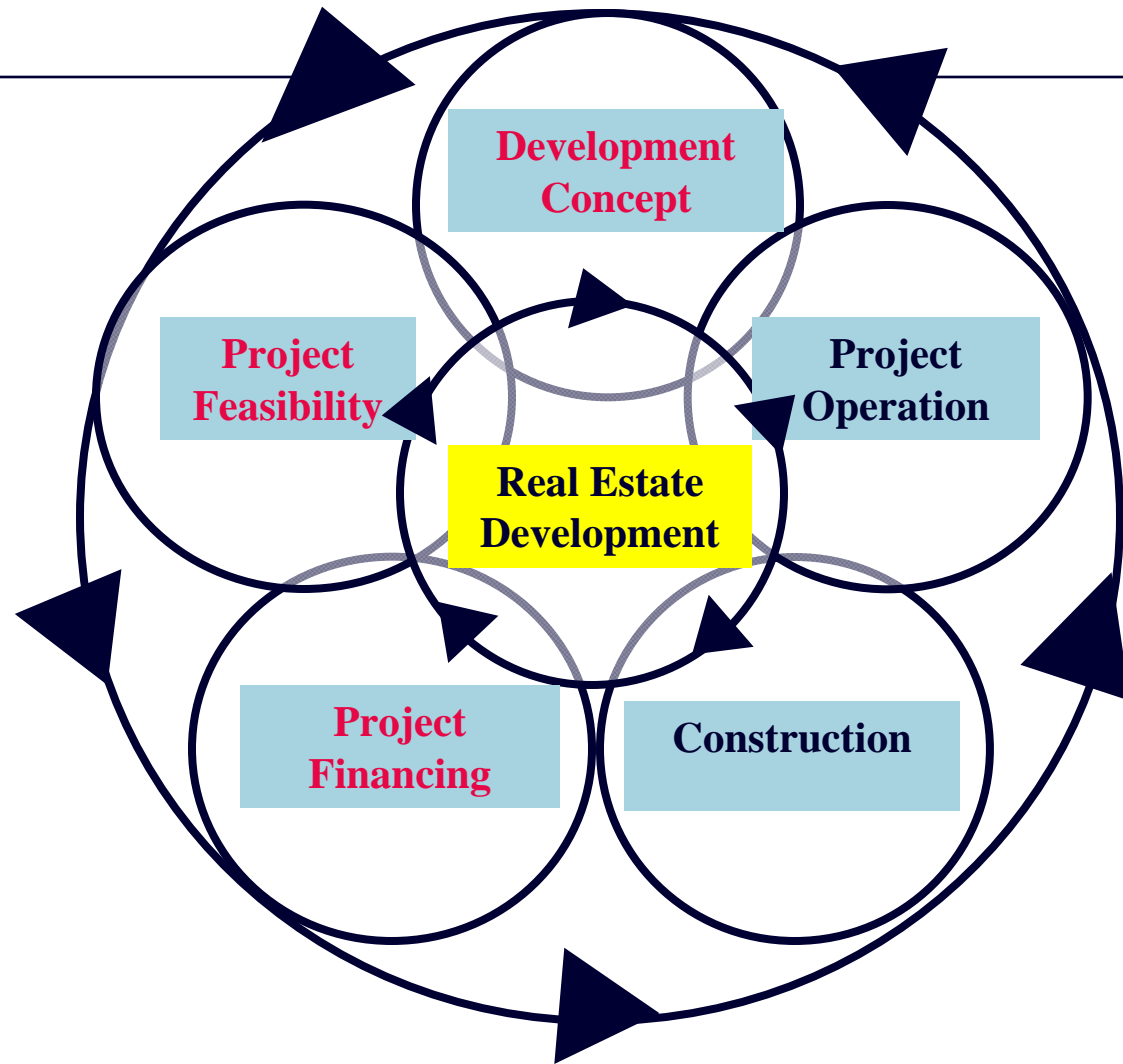 Development
Concept
Project
Feasibility
Project
Operation
Real Estate
Development
Project
Financing
Construction